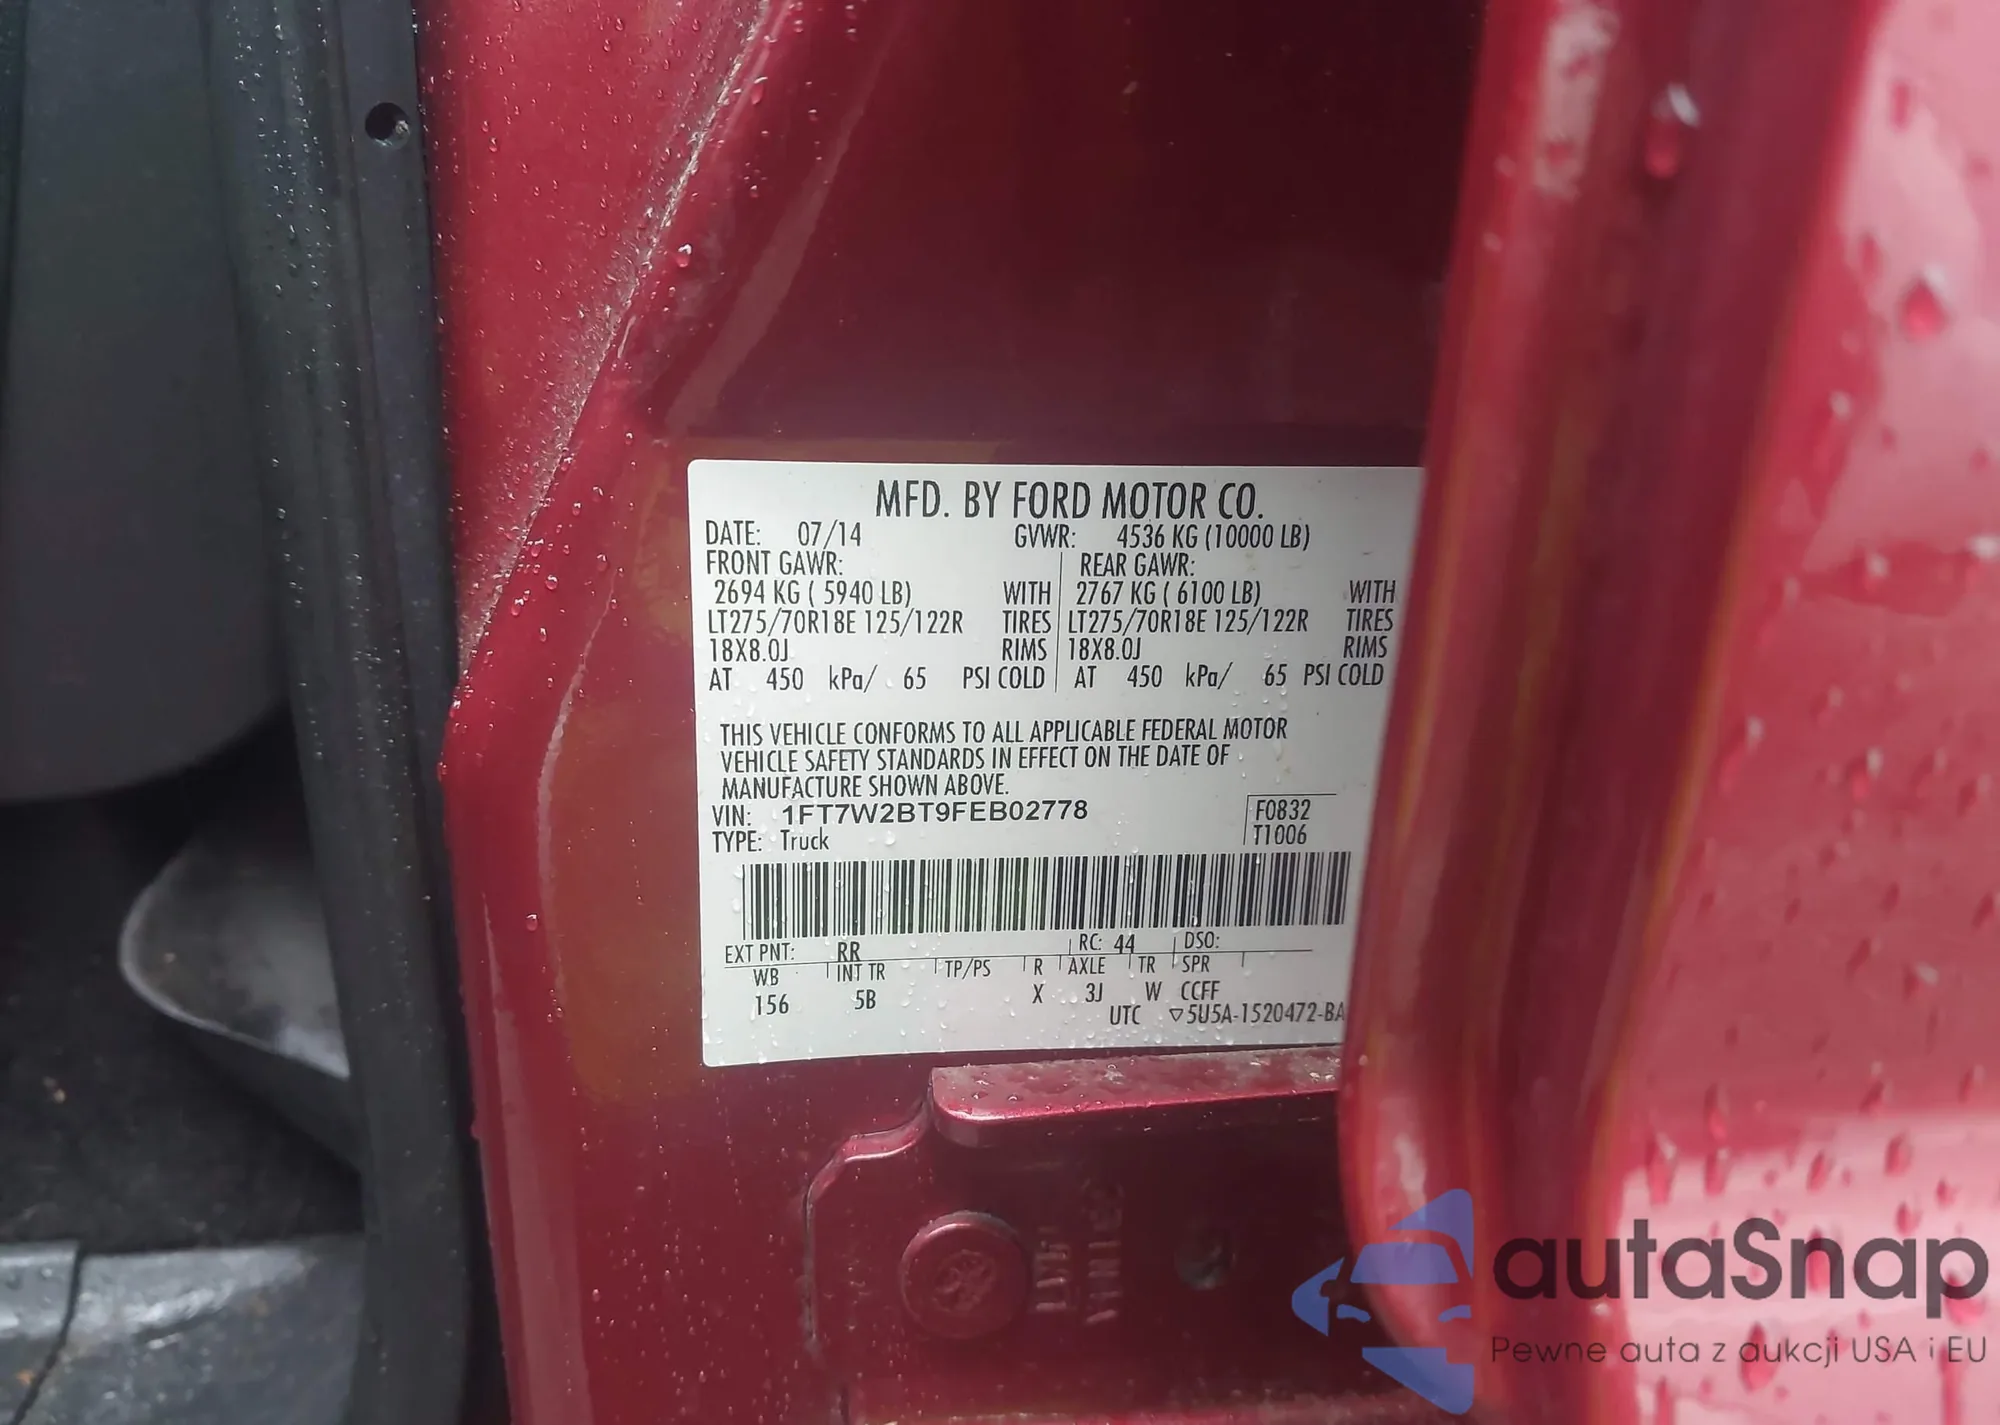 MFD. BY FORD MOTOR CO.
DATE: 07/14 GVWR: 4536 KG (10000 LB)
FRONT GAWR: REAR GAWR:
2694 KG ( 5940 LB) WITH 2767 KG ( 6100 LB) WITH
LT275/70R18E 125/122R TIRES LT275/70R18E 125/122R TIRES
18X8.0J RIMS 18X8.0J RIMS
AT 450 kPa/ 65 PSI COLD AT 450 kPa/ 65 PSI COLD
THIS VEHICLE CONFORMS TO ALL APPLICABLE FEDERAL MOTOR
VEHICLE SAFETY STANDARDS IN EFFECT ON THE DATE OF
MANUFACTURE SHOWN ABOVE.
VIN: 1FT7W2BT9FEB02778 F0832
TYPE: Truck T1006
EXT PNT: RR RC: 44 DSO:
WB INT TR TP/PS R AXLE TR SPR
156 5B X 3J W CCFF
UTC ▽5U5A-1520472-BA
autaSnap
Pewne auta z aukcji USA i EU